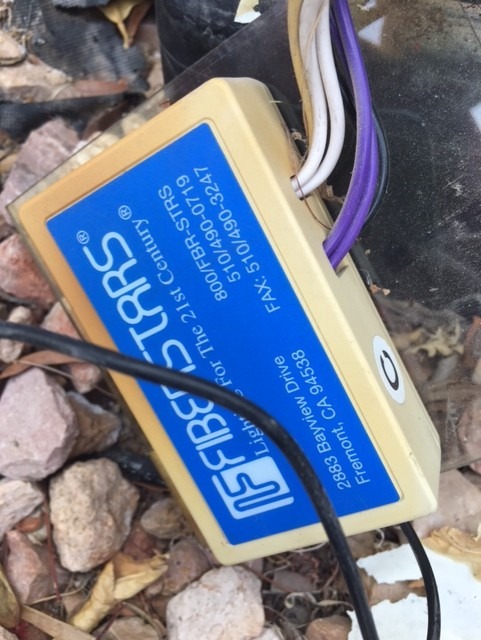 FIBERSTARS®
Lighting For The 21st Century®
800/FBR-STRS
510/490-0719
FAX: 510/490-3247
2883 Bayview Drive
Fremont, CA 94538